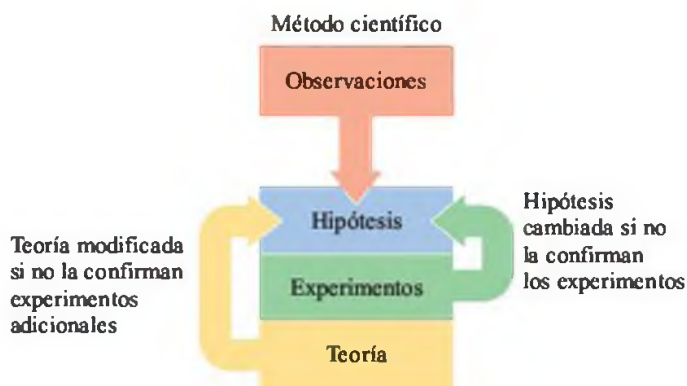 Método científico
Observaciones
Hipótesis
Hipótesis
cambiada si no
la confirman
los experimentos
Teoría modificada
si no la confirman
experimentos
adicionales
Experimentos
Teoría